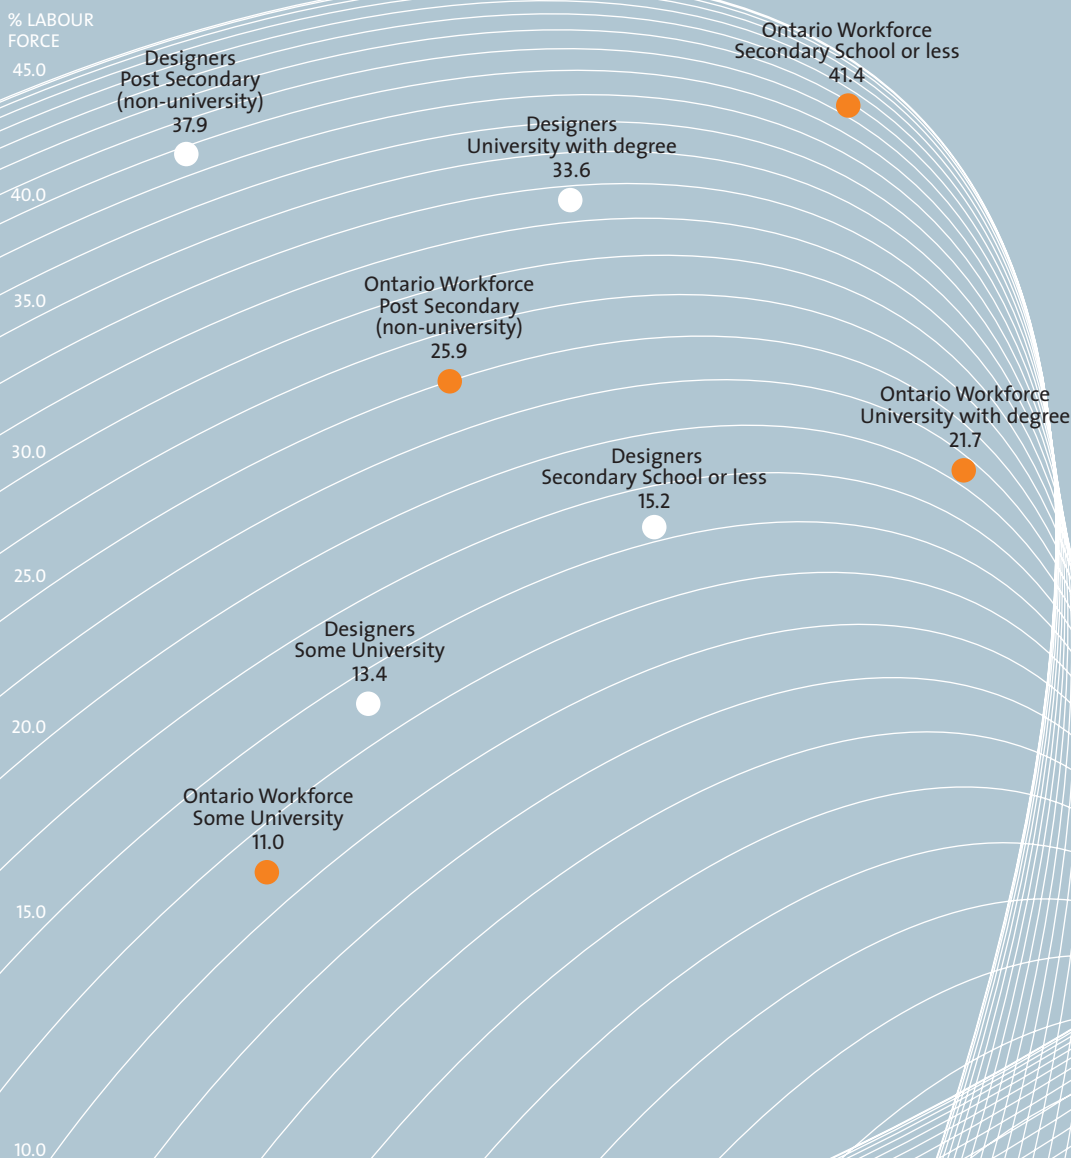 % LABOUR
FORCE
45.0
40.0
35.0
30.0
25.0
20.0
15.0
10.0
Designers
Post Secondary
(non-university)
37.9
Ontario Workforce
Secondary School or less
41.4
Designers
University with degree
33.6
Ontario Workforce
Post Secondary
(non-university)
25.9
Ontario Workforce
University with degree
21.7
Designers
Secondary School or less
15.2
Designers
Some University
13.4
Ontario Workforce
Some University
11.0